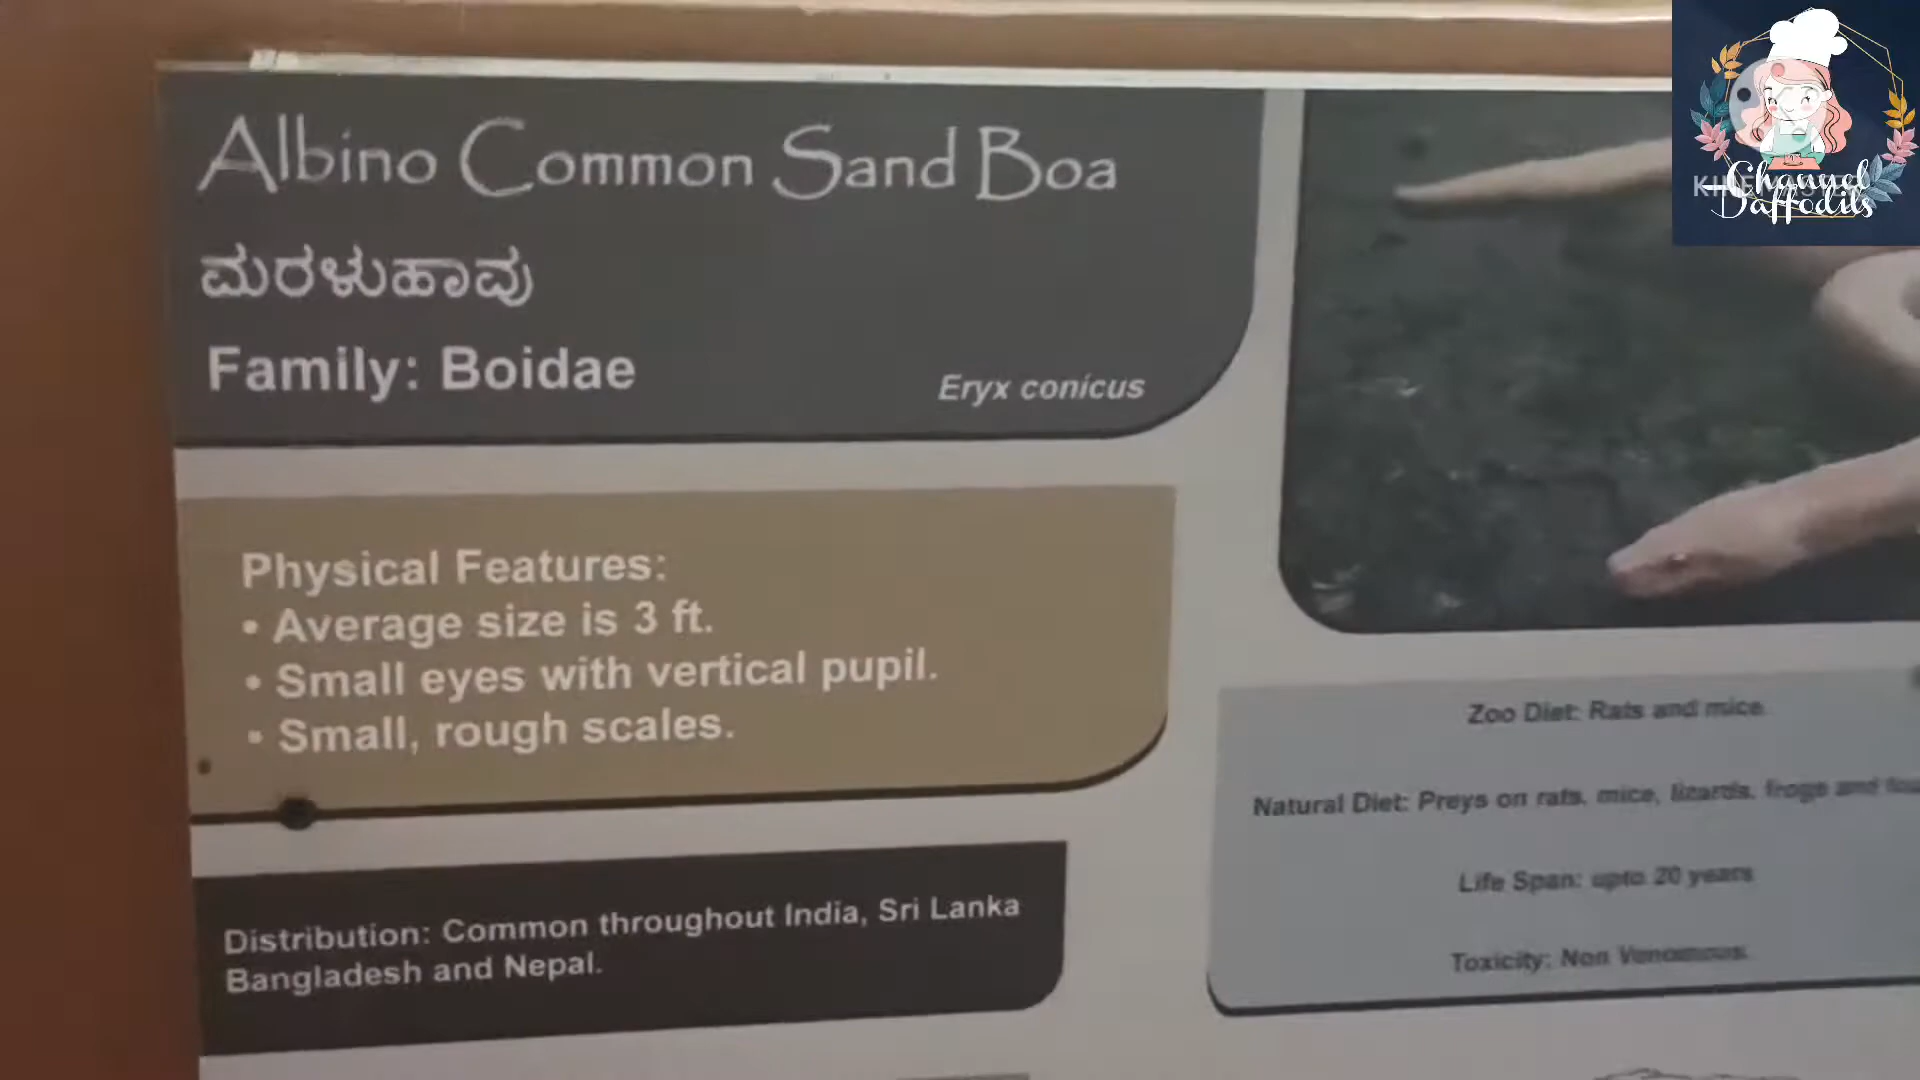 Albino Common Sand Boa
ಮರಳುಹಾವು
Family: Boidae
Eryx conicus
Physical Features:
• Average size is 3 ft.
• Small eyes with vertical pupil.
• Small, rough scales.
Distribution: Common throughout India, Sri Lanka
Bangladesh and Nepal.
Zoo Diet: Rats and mice.
Natural Diet: Preys on rats, mice, lizards, frogs and
Life Span: upto 20 years
Toxicity: Non Venomous.
Channel
Daffodils